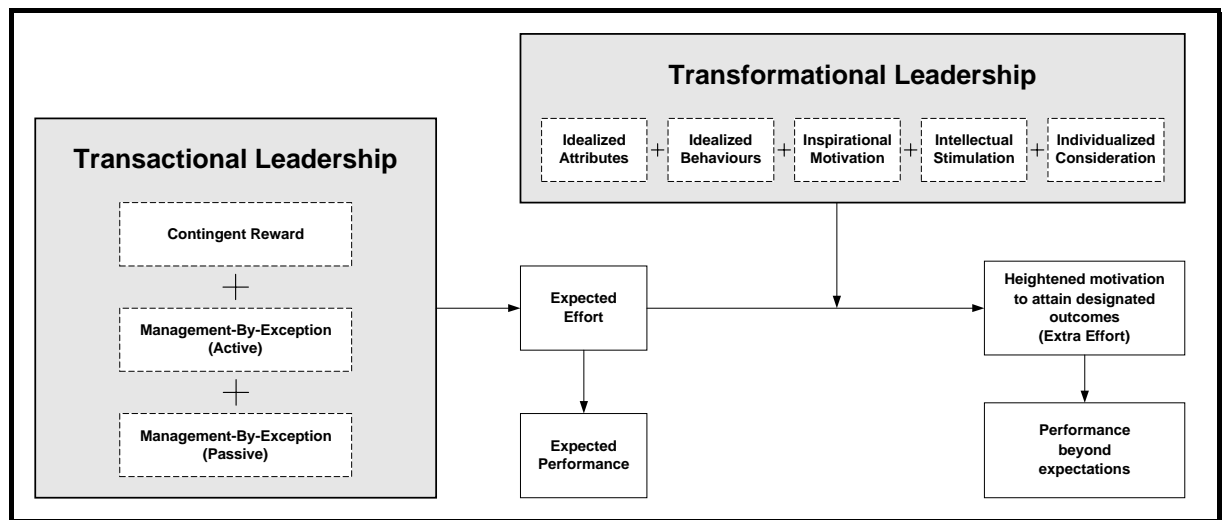 Transformational Leadership
Idealized
Attributes
+
Idealized
Behaviours
+
Inspirational
Motivation
+
Intellectual
Stimulation
+
Individualized
Consideration
Transactional Leadership
Contingent Reward
+
Management-By-Exception
(Active)
+
Management-By-Exception
(Passive)
Expected
Effort
Expected
Performance
Heightened motivation
to attain designated
outcomes
(Extra Effort)
Performance
beyond
expectations